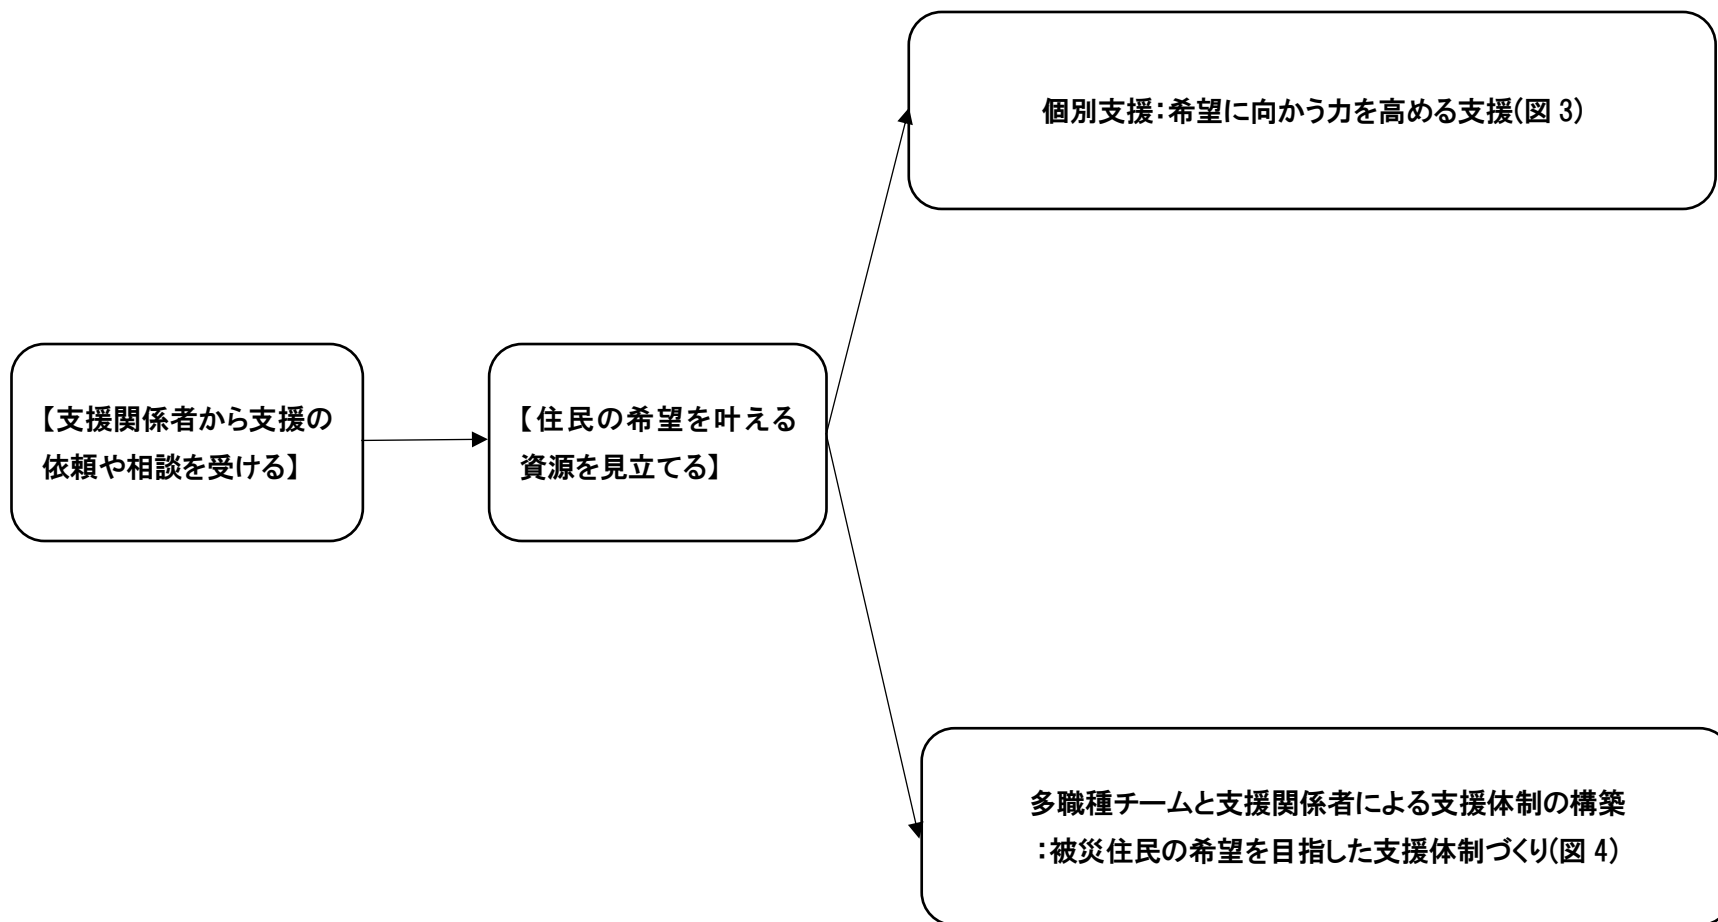 個別支援:希望に向かう力を高める支援(図 3)
【支援関係者から支援の
依頼や相談を受ける】
【住民の希望を叶える
資源を見立てる】
多職種チームと支援関係者による支援体制の構築
:被災住民の希望を目指した支援体制づくり(図 4)